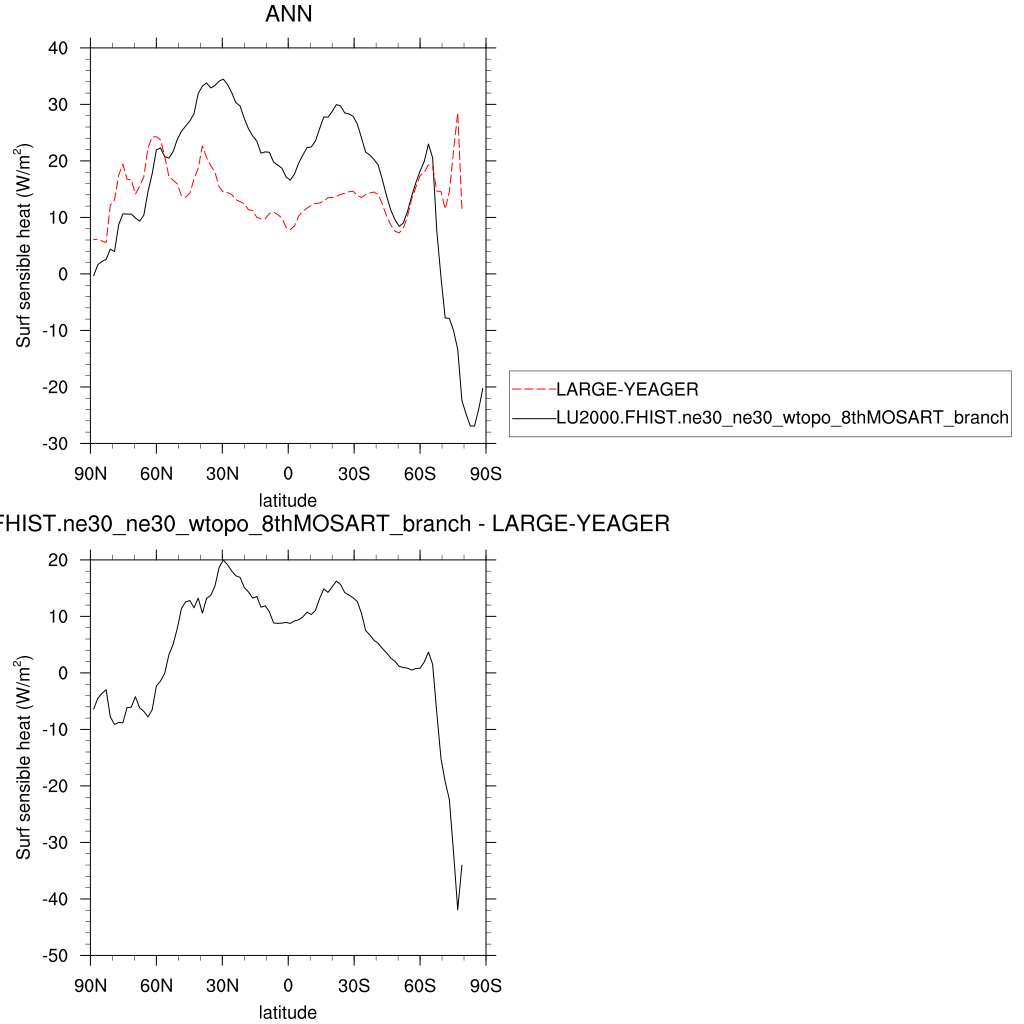 ANN
40
30
20
10
0
-10
-20
-30
Surf sensible heat (W/m²)
90N 60N 30N 0 30S 60S 90S
latitude
LARGE-YEAGER
LU2000.FHIST.ne30_ne30_wtopo_8thMOSART_branch
FHIST.ne30_ne30_wtopo_8thMOSART_branch - LARGE-YEAGER
20
10
0
-10
-20
-30
-40
-50
Surf sensible heat (W/m²)
90N 60N 30N 0 30S 60S 90S
latitude